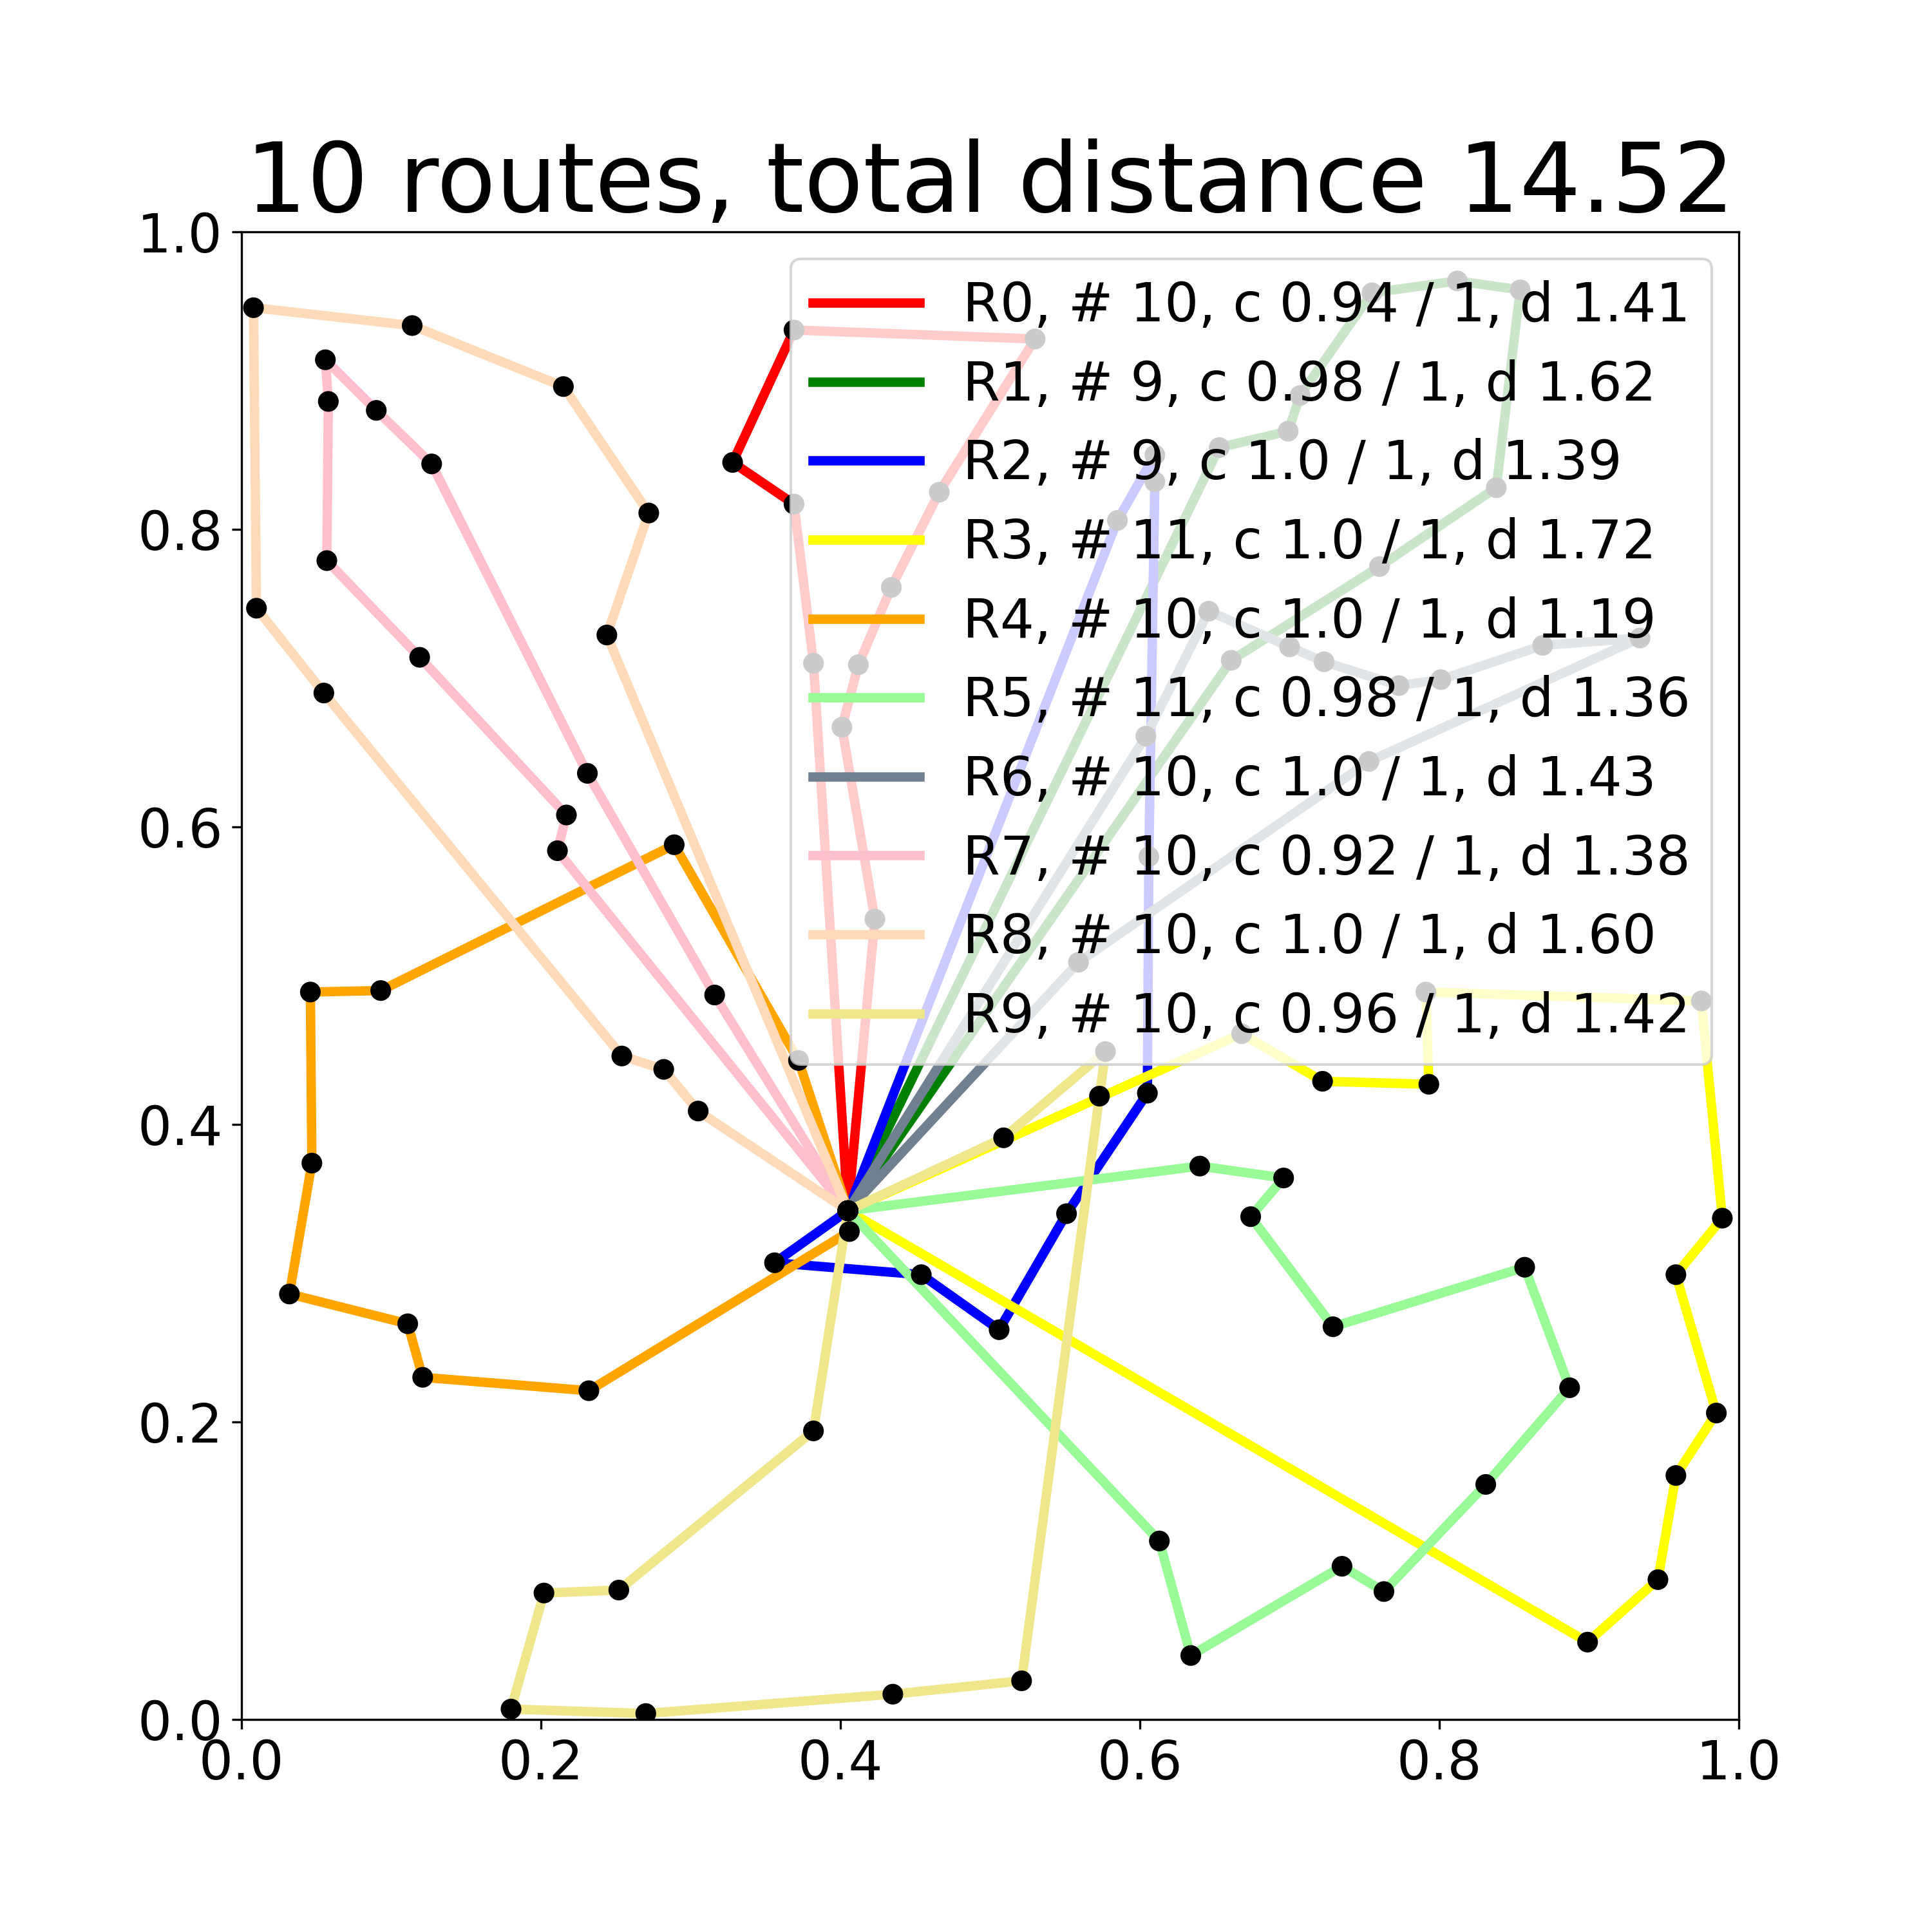 10 routes, total distance 14.52
R0, # 10, c 0.94 / 1, d 1.41
R1, # 9, c 0.98 / 1, d 1.62
R2, # 9, c 1.0 / 1, d 1.39
R3, # 11, c 1.0 / 1, d 1.72
R4, # 10, c 1.0 / 1, d 1.19
R5, # 11, c 0.98 / 1, d 1.36
R6, # 10, c 1.0 / 1, d 1.43
R7, # 10, c 0.92 / 1, d 1.38
R8, # 10, c 1.0 / 1, d 1.60
R9, # 10, c 0.96 / 1, d 1.42
1.0
0.8
0.6
0.4
0.2
0.0
0.0 0.2 0.4 0.6 0.8 1.0